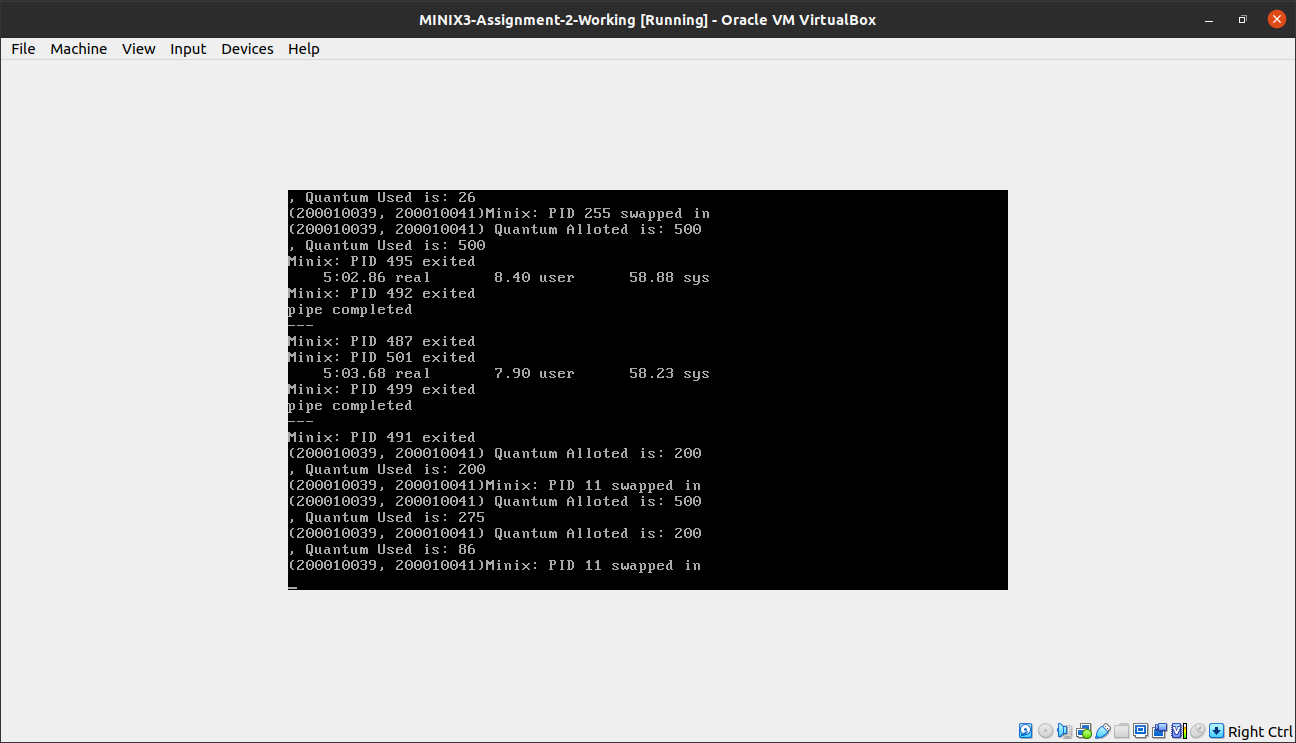 MINIX3-Assignment-2-Working [Running] - Oracle VM VirtualBox
File Machine View Input Devices Help
, Quantum Used is: 26
(200010039, 200010041)Minix: PID 255 swapped in
(200010039, 200010041) Quantum Alloted is: 500
, Quantum Used is: 500
Minix: PID 495 exited
5:02.86 real 8.40 user 58.88 sys
Minix: PID 492 exited
pipe completed
---
Minix: PID 487 exited
Minix: PID 501 exited
5:03.68 real 7.90 user 58.23 sys
Minix: PID 499 exited
pipe completed
---
Minix: PID 491 exited
(200010039, 200010041) Quantum Alloted is: 200
, Quantum Used is: 200
(200010039, 200010041)Minix: PID 11 swapped in
(200010039, 200010041) Quantum Alloted is: 500
, Quantum Used is: 275
(200010039, 200010041) Quantum Alloted is: 200
, Quantum Used is: 86
(200010039, 200010041)Minix: PID 11 swapped in
Right Ctrl